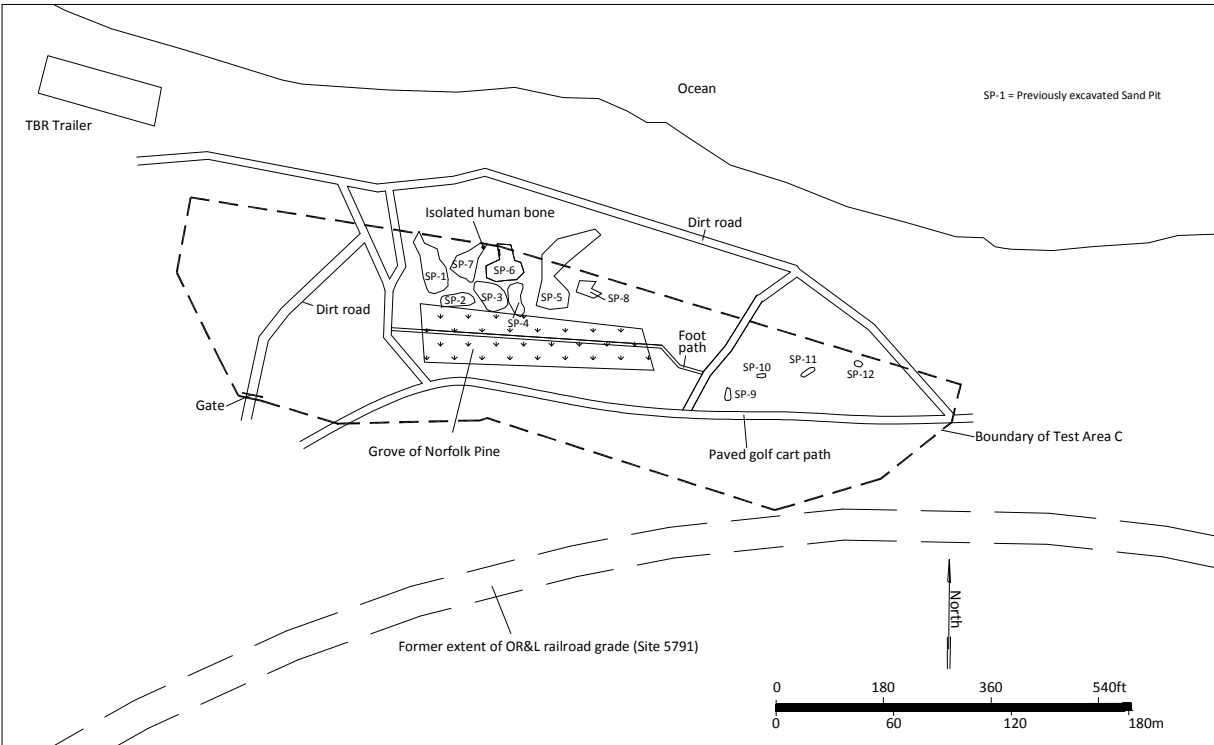 Ocean
SP-1 = Previously excavated Sand Pit
TBR Trailer
Isolated human bone
Dirt road
SP-7
SP-1
SP-6
SP-2
SP-3
SP-5
SP-8
SP-4
Dirt road
Foot
path
SP-10
SP-11
SP-12
SP-9
Gate
Grove of Norfolk Pine
Paved golf cart path
Boundary of Test Area C
North
Former extent of OR&L railroad grade (Site 5791)
0 180 360 540ft
0 60 120 180m